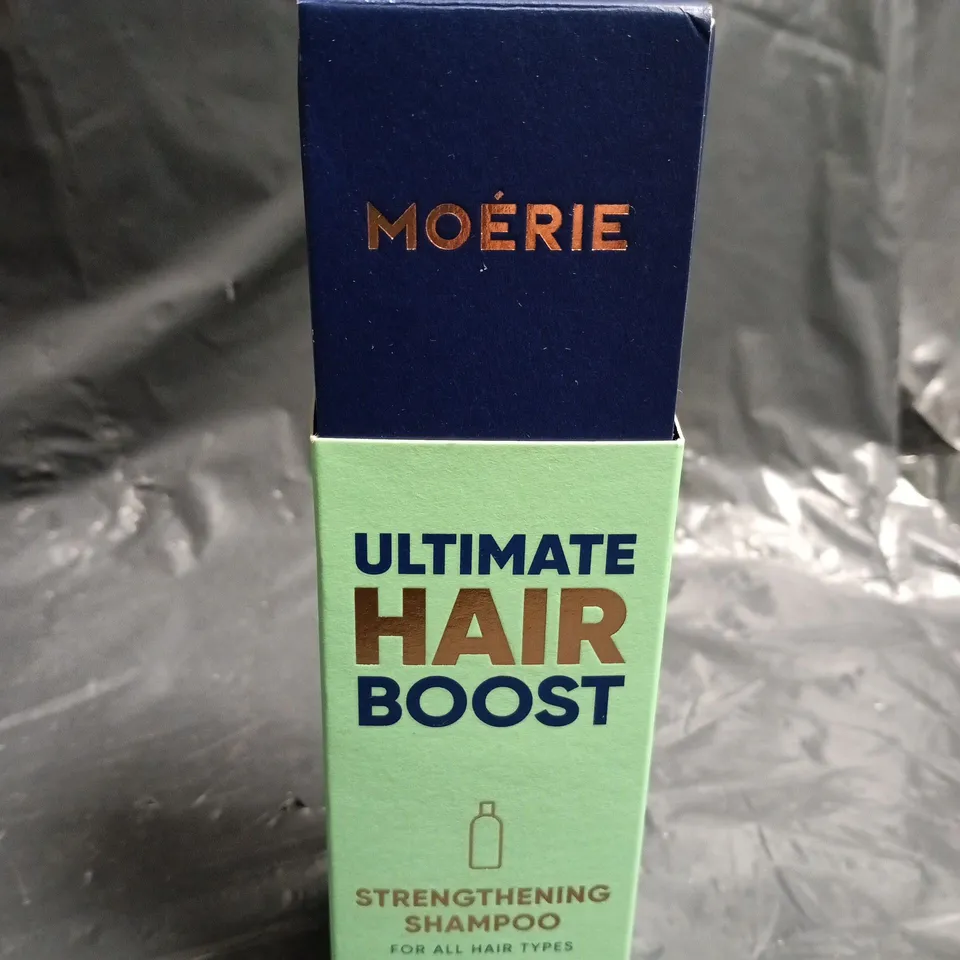 MOÉRIE
ULTIMATE
HAIR
BOOST
STRENGTHENING
SHAMPOO
FOR ALL HAIR TYPES